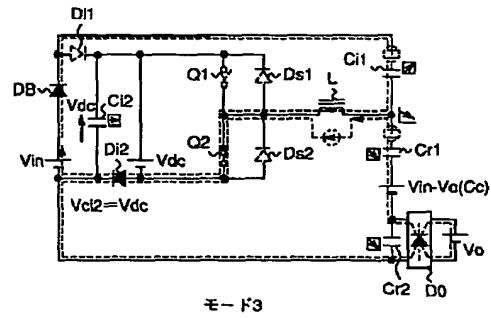 Di1
Ci1
Q1
Ds1
DB
Vdc
Ci2
L
Q2
Di2
Vdc
Ds2
Cr1
Vin
Vin-Vo(Cc)
Vci2=Vdc
Vo
Cr2
D0
モード3